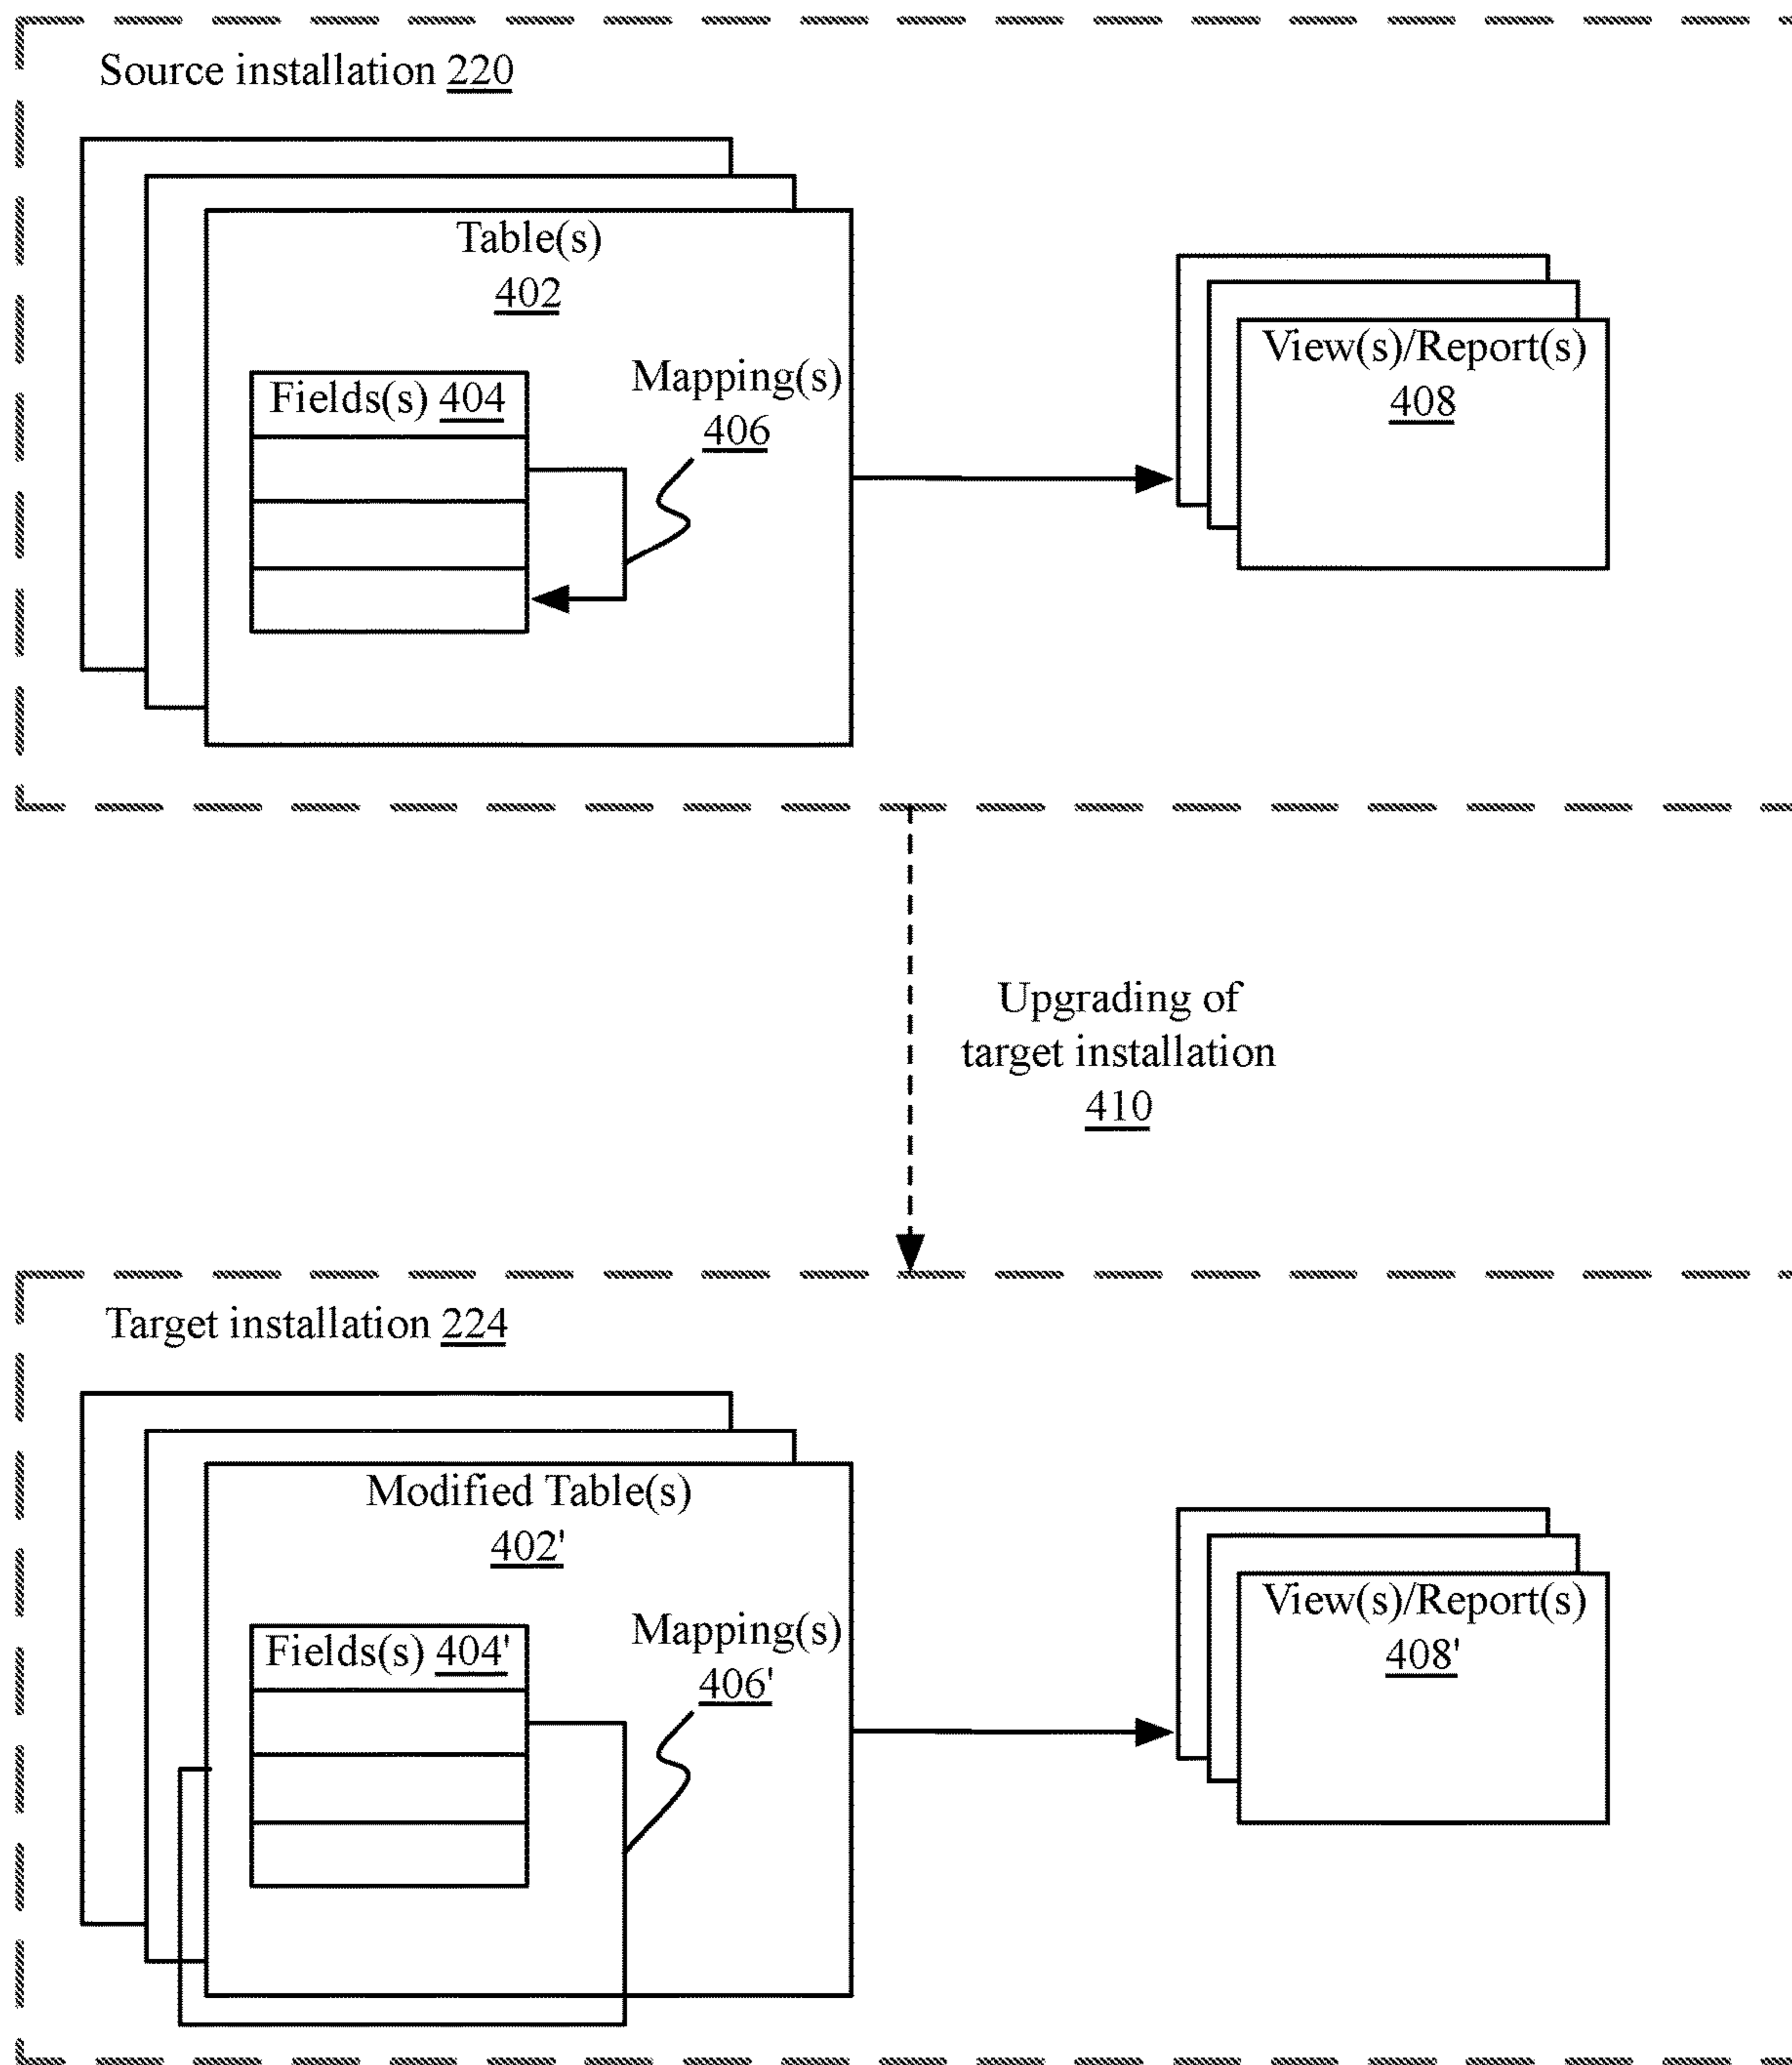 Source installation 220
Table(s)
402
Fields(s) 404
Mapping(s)
406
View(s)/Report(s)
408
Upgrading of
target installation
410
Target installation 224
Modified Table(s)
402'
Fields(s) 404'
Mapping(s)
406'
View(s)/Report(s)
408'